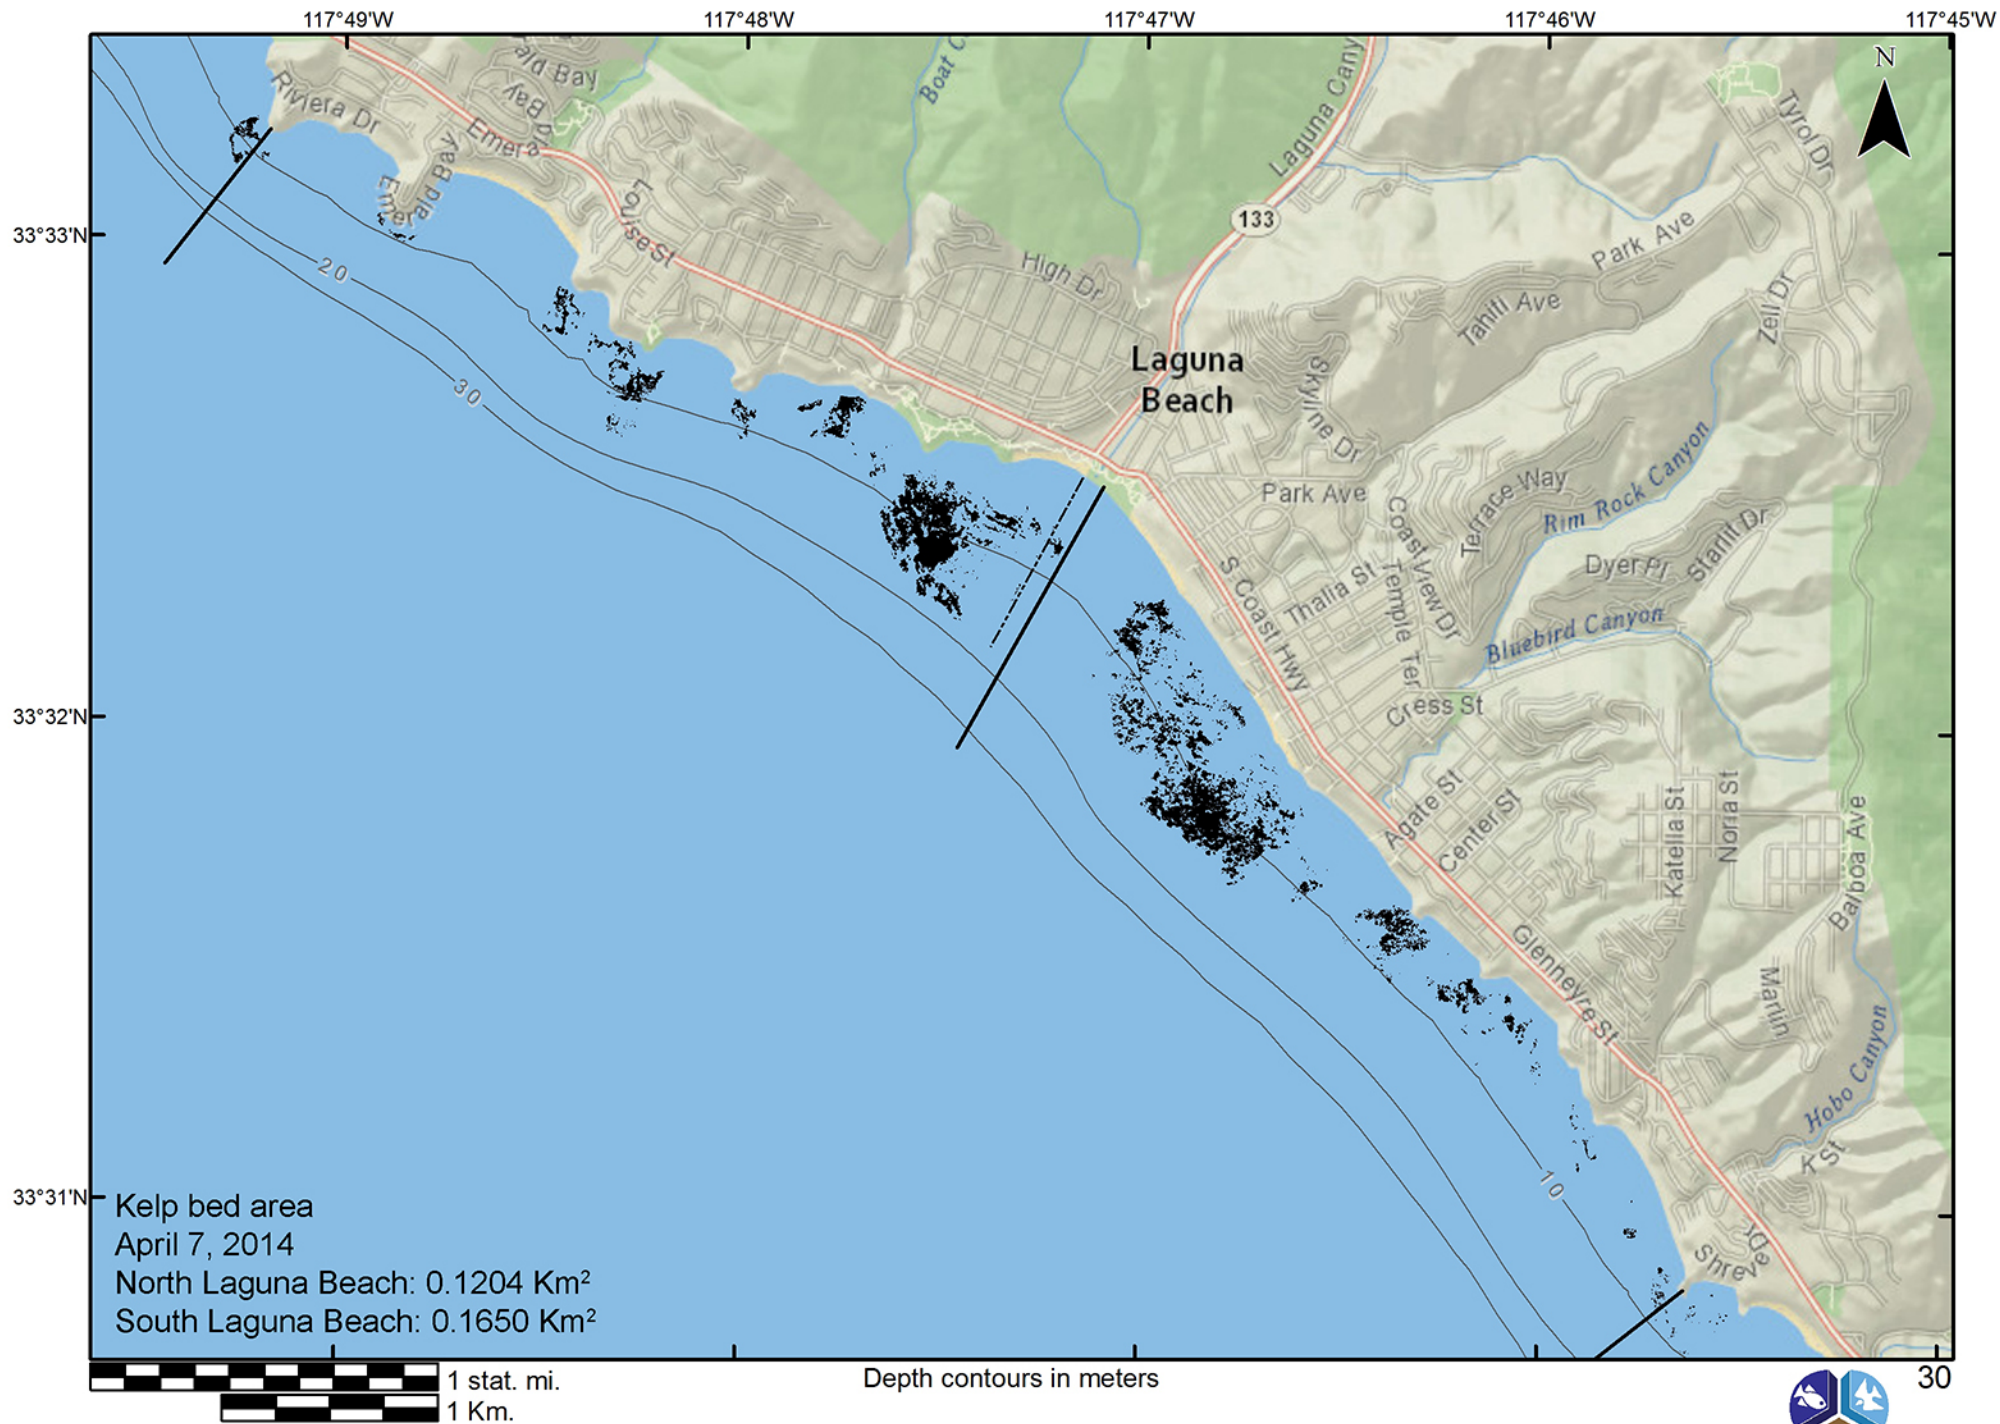 117°49'W
117°48'W
117°47'W
117°46'W
117°45'W
N
33°33'N
33°32'N
33°31'N
Riviera Dr
ald Bay
Bay
Emerald Bay
Louise St
Boat C
High Dr
Laguna Cany
133
Laguna
Beach
Tyrol Dr
Park Ave
Tahiti Ave
Zell Dr
Skyline Dr
Park Ave
Coast View Dr
Terrace Way
Rim Rock Canyon
Dyer Pl
Starlit Dr
S Coast Hwy
Thalia St
Temple Ter
Bluebird Canyon
Cress St
Agate St
Center St
Katella St
Noria St
Balboa Ave
Glenneyre St
Marlin
Hobo Canyon
K St
Shreve
20
30
10
Kelp bed area
April 7, 2014
North Laguna Beach: 0.1204 Km²
South Laguna Beach: 0.1650 Km²
1 stat. mi.
1 Km.
Depth contours in meters
30